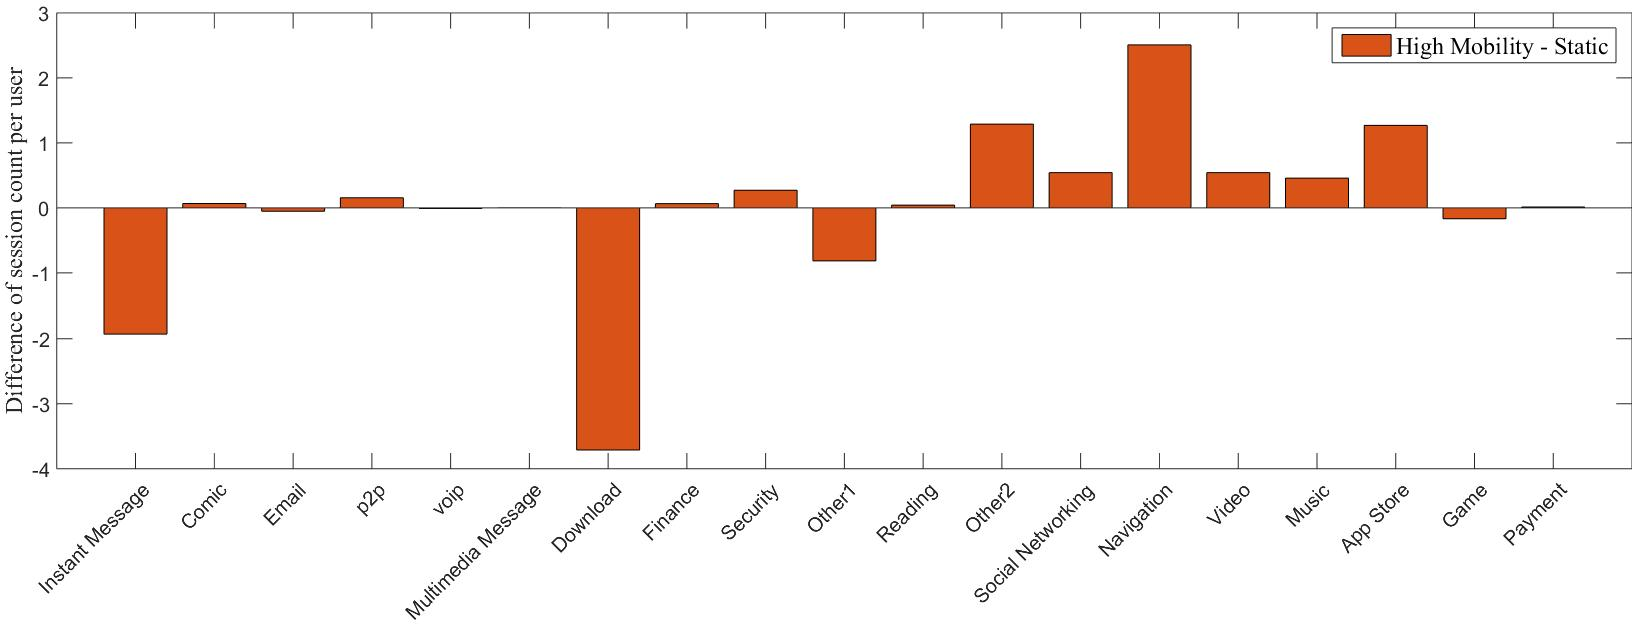 High Mobility - Static
Difference of session count per user
3
2
1
0
-1
-2
-3
-4
Instant Message
Comic
Email
p2p
voip
Multimedia Message
Download
Finance
Security
Other1
Reading
Other2
Social Networking
Navigation
Video
Music
App Store
Game
Payment